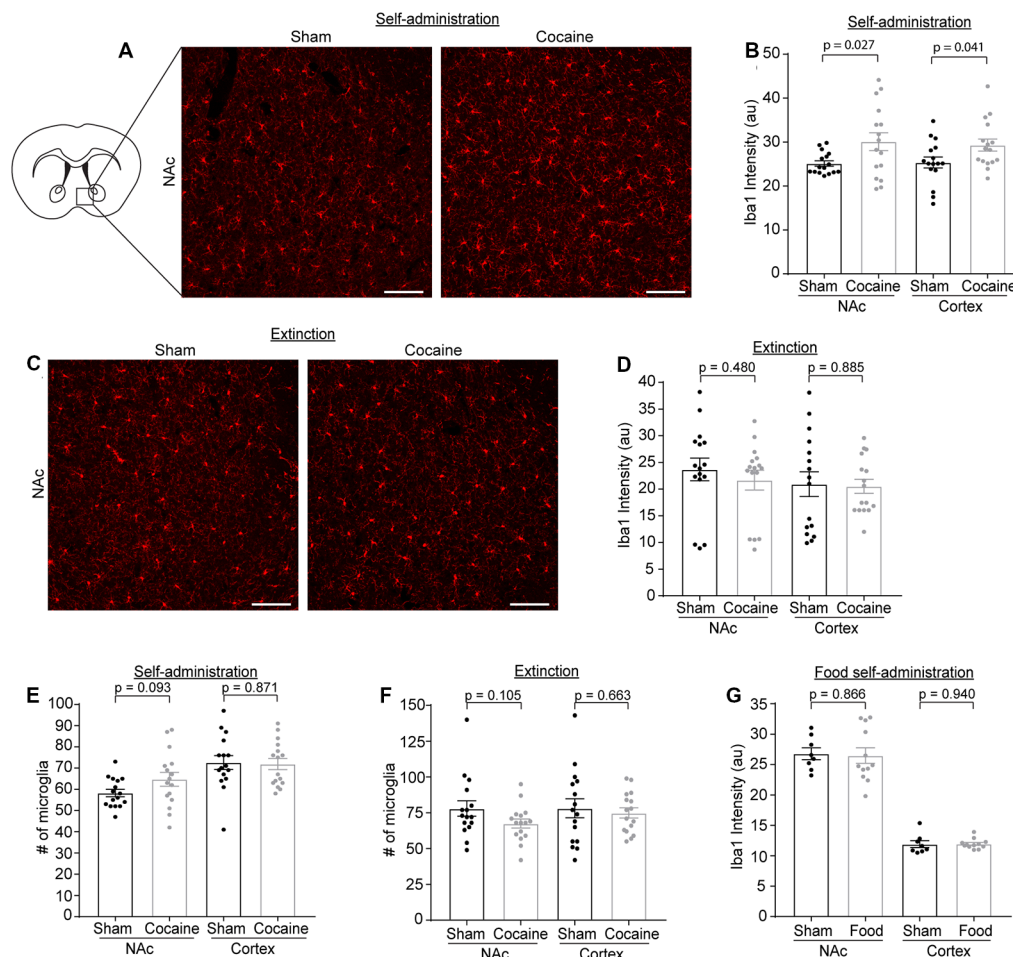 Self-administration
A
Sham
Cocaine
NAc
Self-administration
B
p = 0.027
p = 0.041
Iba1 Intensity (au)
50
40
30
20
10
0
Sham Cocaine Sham Cocaine
NAc Cortex
Extinction
C
Sham
Cocaine
NAc
Extinction
D
p = 0.480
p = 0.885
Iba1 Intensity (au)
40
35
30
25
20
15
10
5
0
Sham Cocaine Sham Cocaine
NAc Cortex
Self-administration
E
p = 0.093
p = 0.871
# of microglia
100
90
80
70
60
50
40
30
20
10
0
Sham Cocaine Sham Cocaine
NAc Cortex
Extinction
F
p = 0.105
p = 0.663
# of microglia
150
125
100
75
50
25
0
Sham Cocaine Sham Cocaine
NAc Cortex
Food self-administration
G
p = 0.866
p = 0.940
Iba1 Intensity (au)
35
30
25
20
15
10
5
0
Sham Food Sham Food
NAc Cortex